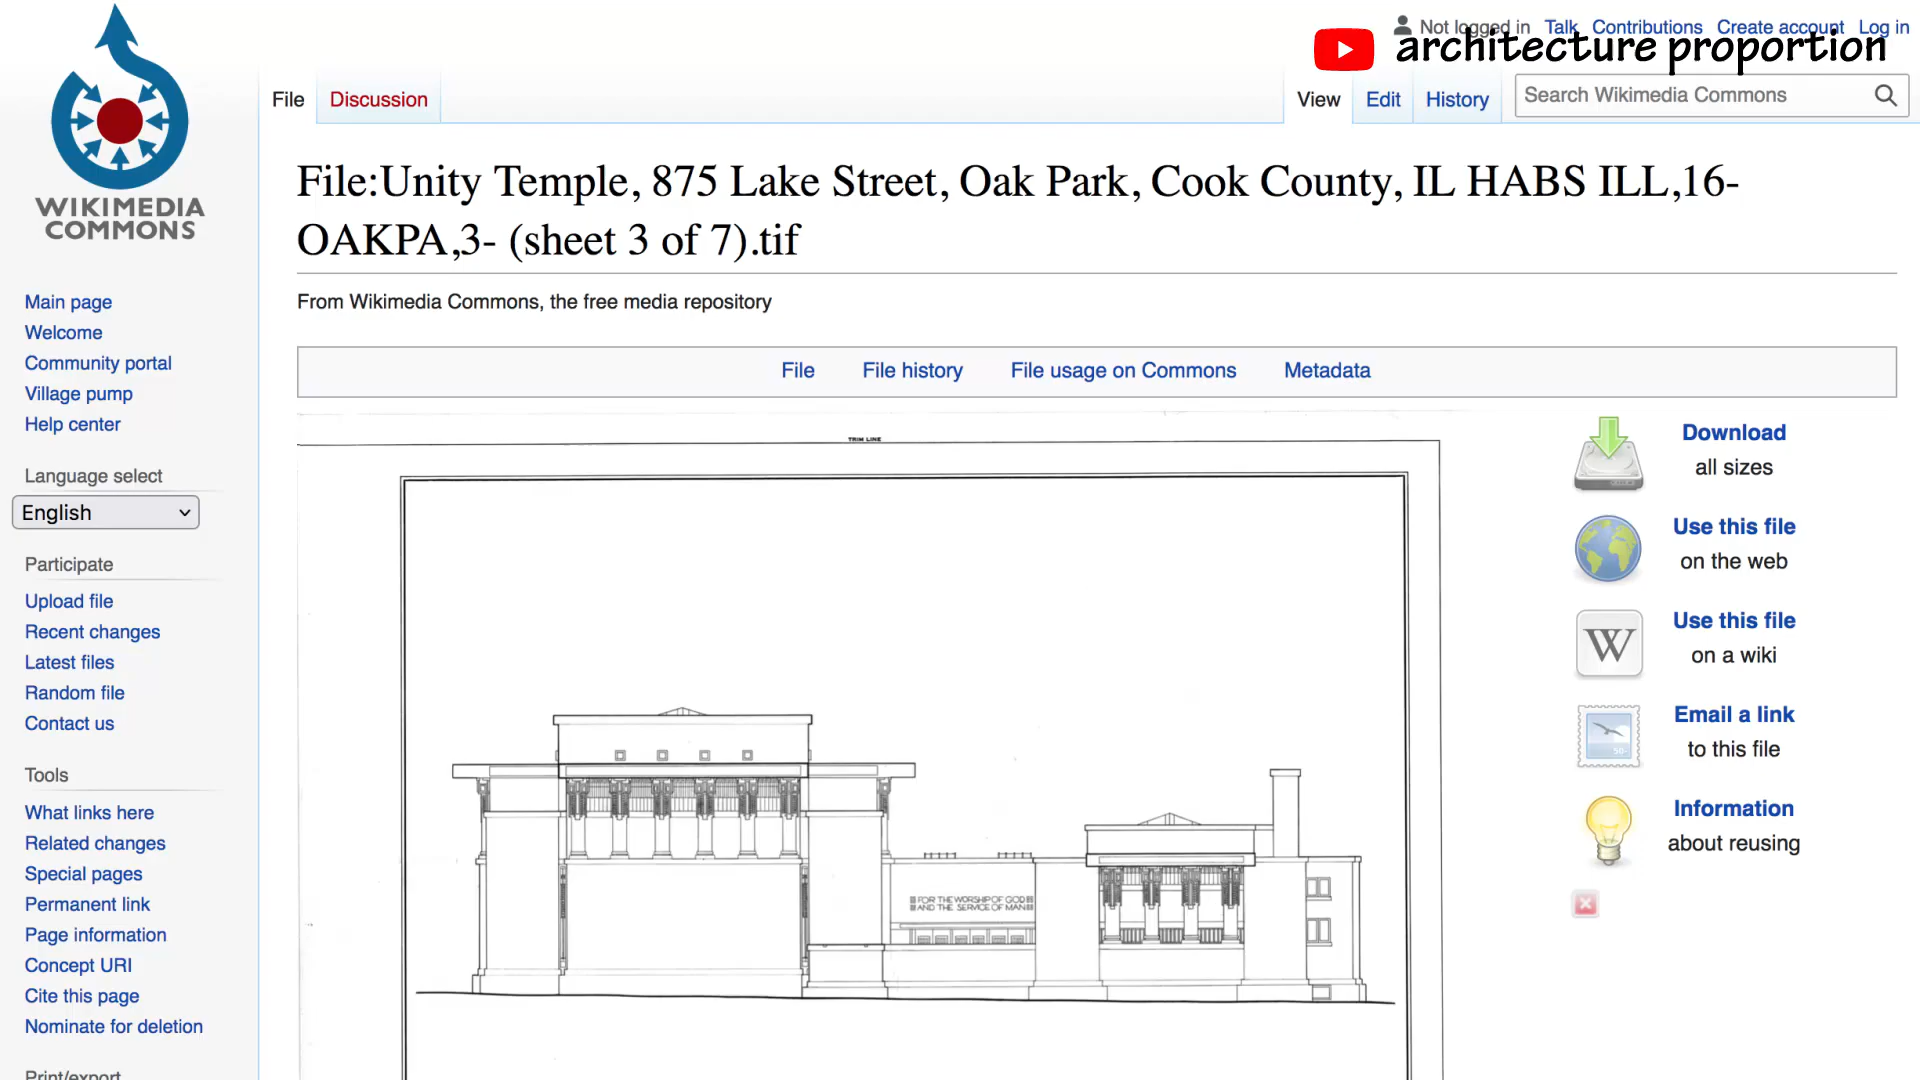 Not logged in Talk Contributions Create account Log in
architecture proportion
File Discussion View Edit History Search Wikimedia Commons
WIKIMEDIA
COMMONS
File:Unity Temple, 875 Lake Street, Oak Park, Cook County, IL HABS ILL,16-
OAKPA,3- (sheet 3 of 7).tif
From Wikimedia Commons, the free media repository
Main page
Welcome
Community portal
Village pump
Help center
Language select
English
Participate
Upload file
Recent changes
Latest files
Random file
Contact us
Tools
What links here
Related changes
Special pages
Permanent link
Page information
Concept URI
Cite this page
Nominate for deletion
Print/export
File File history File usage on Commons Metadata
TRIM LINE
FOR THE WORSHIP OF GOD
AND THE SERVICE OF MAN
Download
all sizes
Use this file
on the web
W
Use this file
on a wiki
Email a link
to this file
Information
about reusing